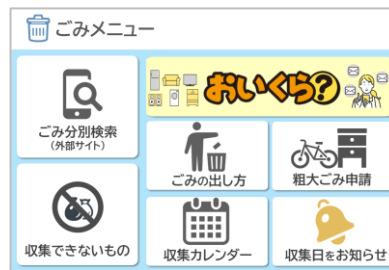 ごみメニュー
ごみ分別検索
(外部サイト)
おいくら?
ごみの出し方
粗大ごみ申請
収集できないもの
収集カレンダー
収集日をお知らせ